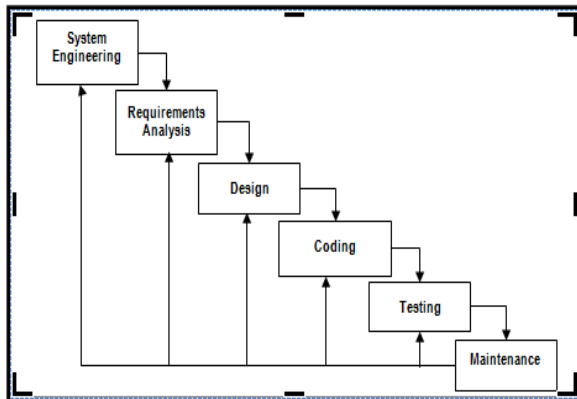 System
Engineering
Requirements
Analysis
Design
Coding
Testing
Maintenance